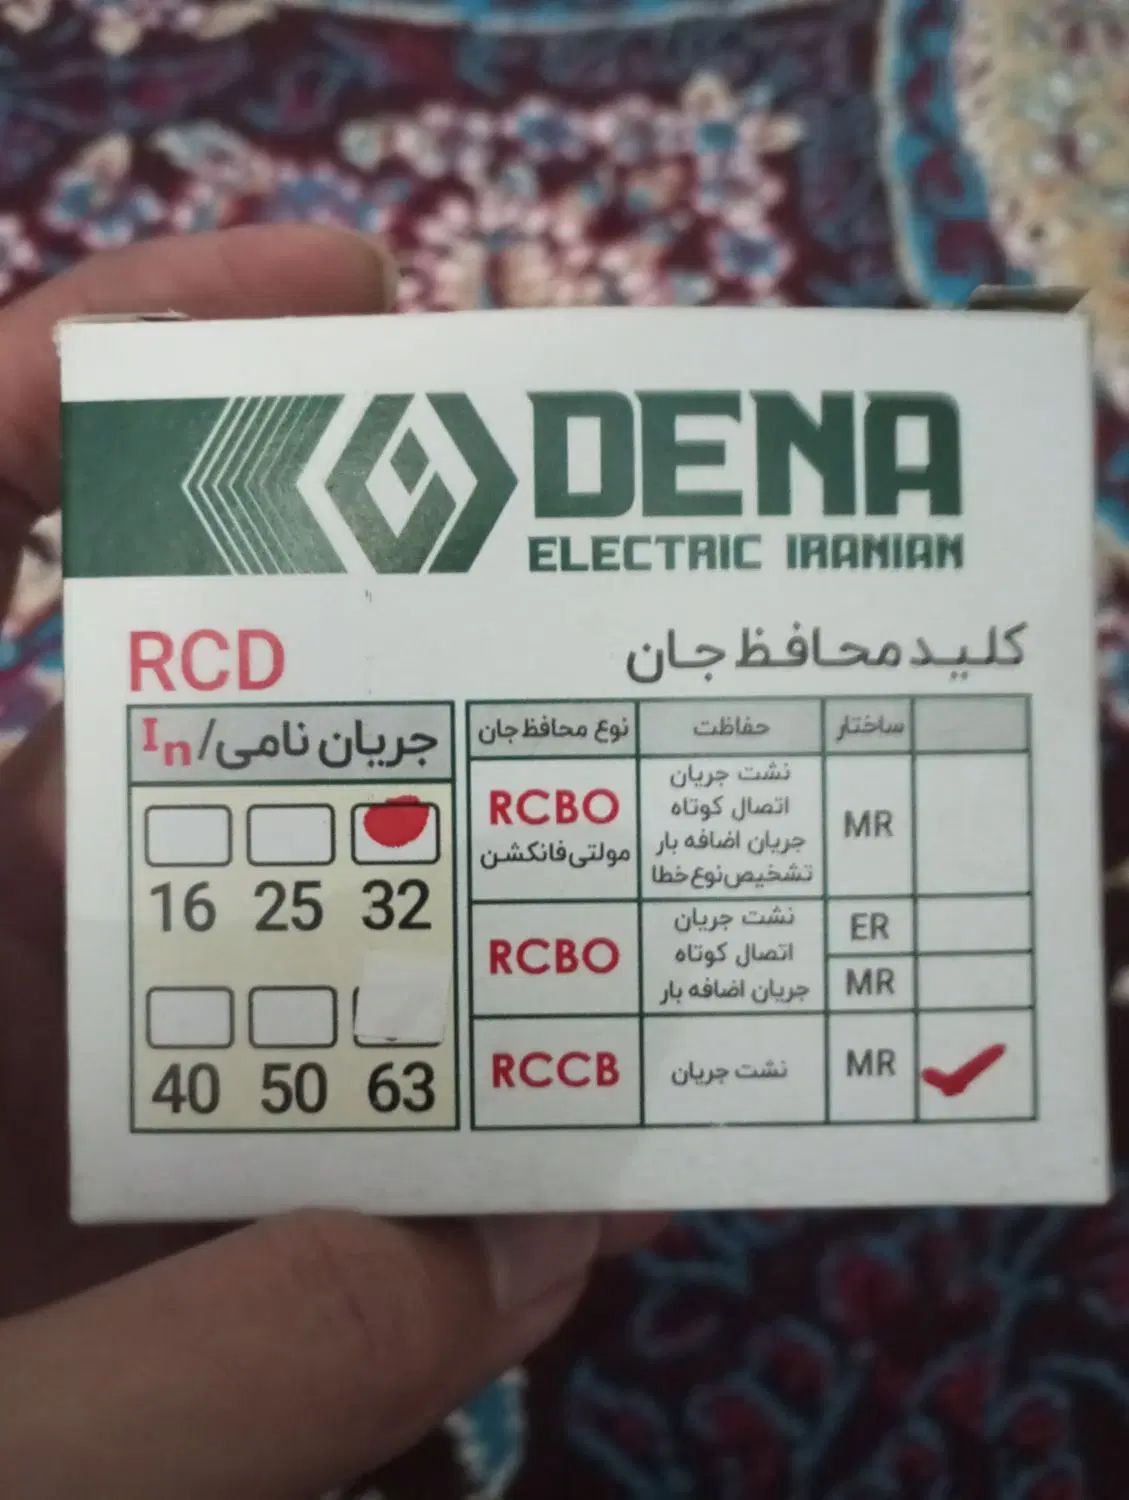 DENA
ELECTRIC IRANIAN
RCD
کلید محافظ جان
جریان نامی/In
16 25 32
40 50 63
نوع محافظ جان حفاظت ساختار
RCBO
مولتی فانکشن
نشت جریان
اتصال کوتاه
جریان اضافه بار
تشخیص نوع خطا
MR
RCBO
نشت جریان
اتصال کوتاه
جریان اضافه بار
ER
MR
RCCB
نشت جریان
MR